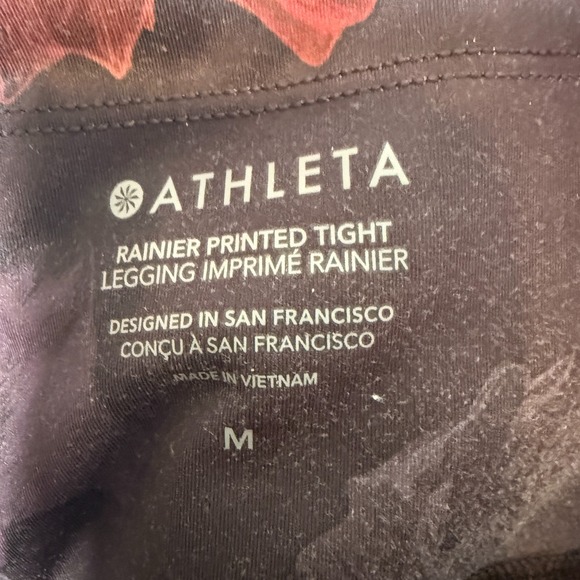 ATHLETA
RAINIER PRINTED TIGHT
LEGGING IMPRIMÉ RAINIER
DESIGNED IN SAN FRANCISCO
CONÇU À SAN FRANCISCO
MADE IN VIETNAM
M